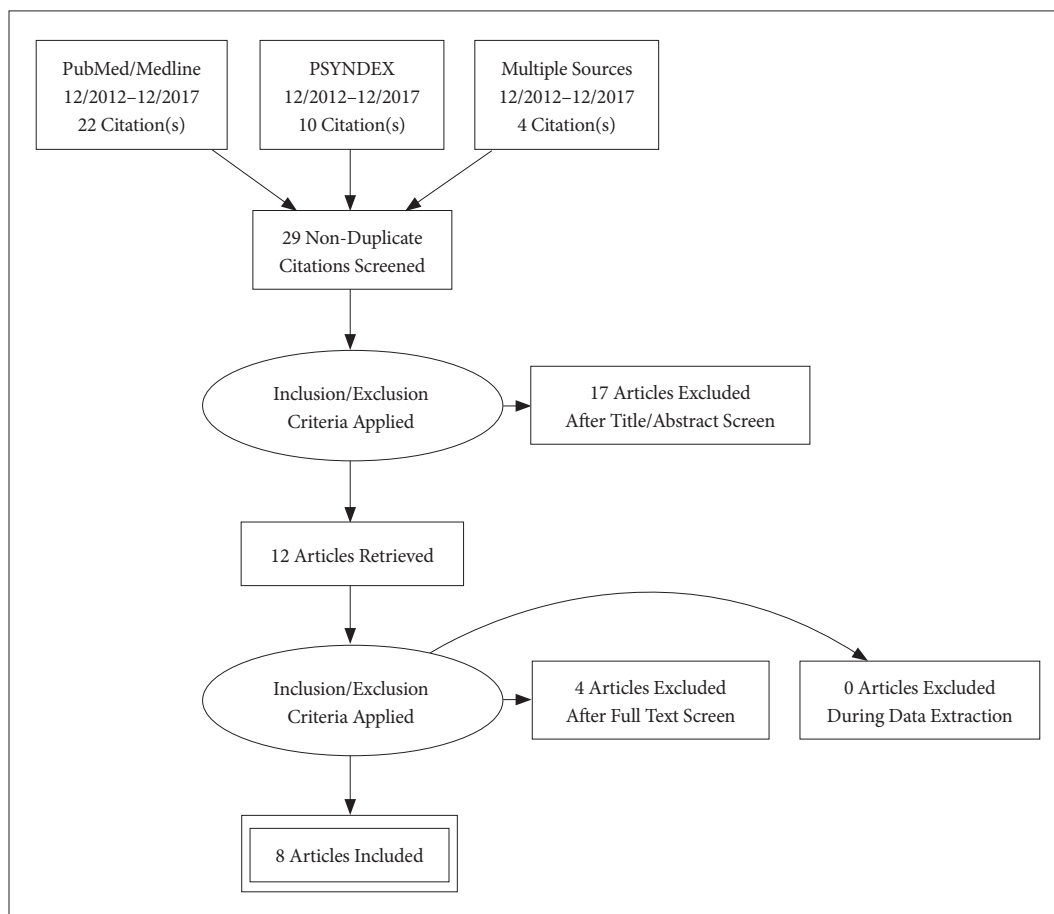 PubMed/Medline
12/2012–12/2017
22 Citation(s)
PSYNDEX
12/2012–12/2017
10 Citation(s)
Multiple Sources
12/2012–12/2017
4 Citation(s)
29 Non-Duplicate
Citations Screened
Inclusion/Exclusion
Criteria Applied
17 Articles Excluded
After Title/Abstract Screen
12 Articles Retrieved
Inclusion/Exclusion
Criteria Applied
4 Articles Excluded
After Full Text Screen
0 Articles Excluded
During Data Extraction
8 Articles Included